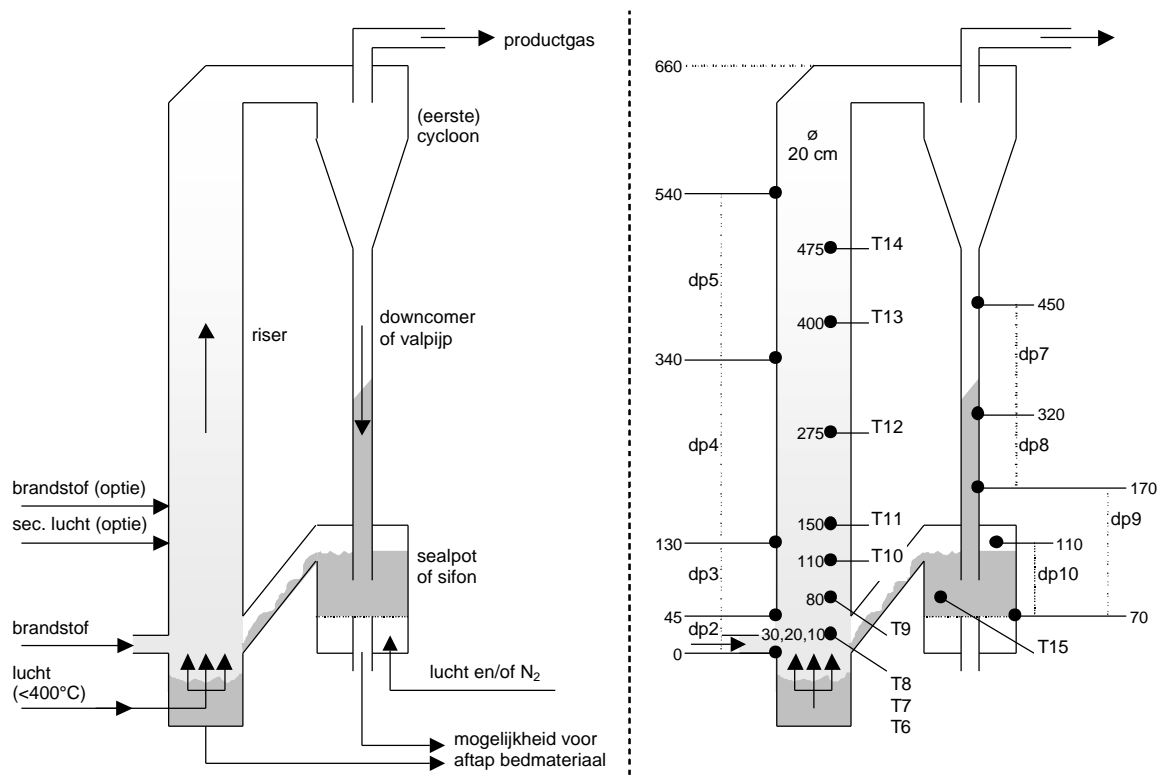 productgas
(eerste)
cycloon
riser
downcomer
of valpijp
brandstof (optie)
sec. lucht (optie)
sealpot
of sifon
brandstof
lucht
(<400°C)
lucht en/of N₂
mogelijkheid voor
aftap bedmateriaal
660
ø
20 cm
540
475
T14
dp5
450
400
T13
dp7
340
320
275
T12
dp4
dp8
170
150
T11
dp9
130
110
T10
110
dp3
dp10
80
45
T9
70
dp2
30,20,10
T15
0
T8
T7
T6